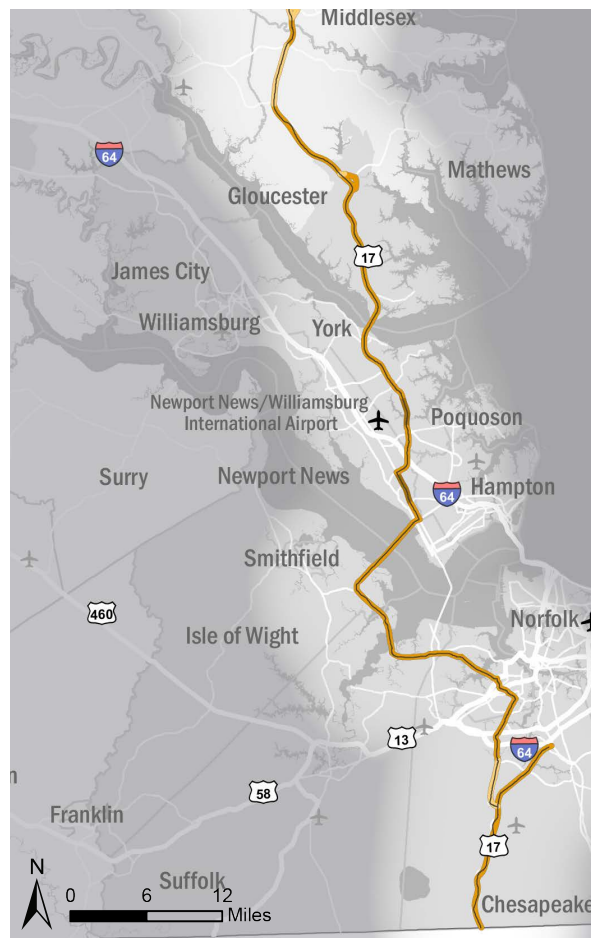 Middlesex
64
Mathews
Gloucester
17
James City
Williamsburg
York
Newport News/Williamsburg
International Airport
Poquoson
Surry
Newport News
64
Hampton
Smithfield
460
Norfolk
Isle of Wight
13
64
58
n
Franklin
17
N
Suffolk
0 6 12
Miles
Chesapeake